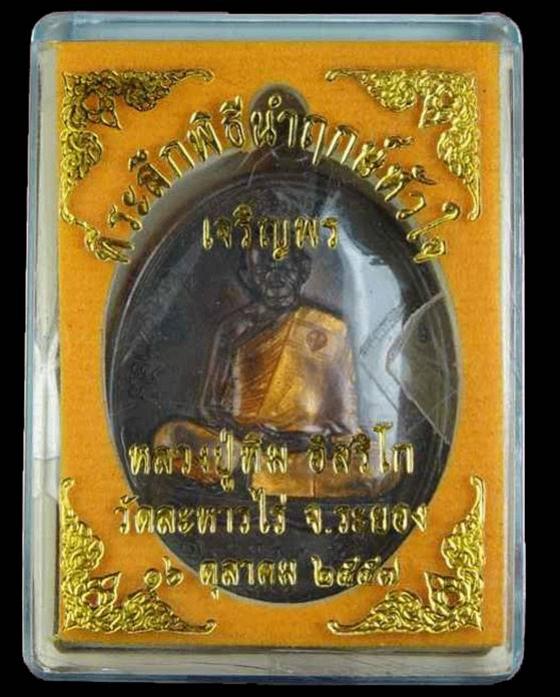 ที่ระลึกพิธีนำฤกษ์หัวใจ
เจริญพร
หลวงปู่ทิม อิสริโก
วัดละหารไร่ จ.ระยอง
๑๖ ตุลาคม ๒๕๕๗